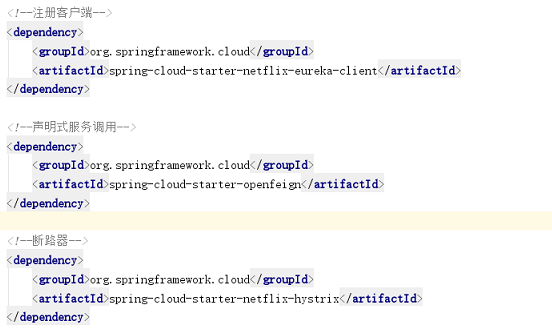 <!--注册客户端-->
<dependency>
<groupId>org.springframework.cloud</groupId>
<artifactId>spring-cloud-starter-netflix-eureka-client</artifactId>
</dependency>
<!--声明式服务调用-->
<dependency>
<groupId>org.springframework.cloud</groupId>
<artifactId>spring-cloud-starter-openfeign</artifactId>
</dependency>
<!--断路器-->
<dependency>
<groupId>org.springframework.cloud</groupId>
<artifactId>spring-cloud-starter-netflix-hystrix</artifactId>
</dependency>